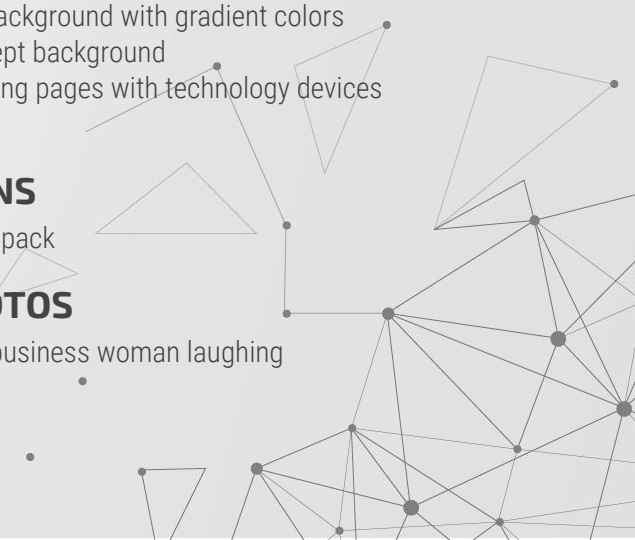 ackground with gradient colors
ept background
ng pages with technology devices
NS
pack
OTOS
business woman laughing